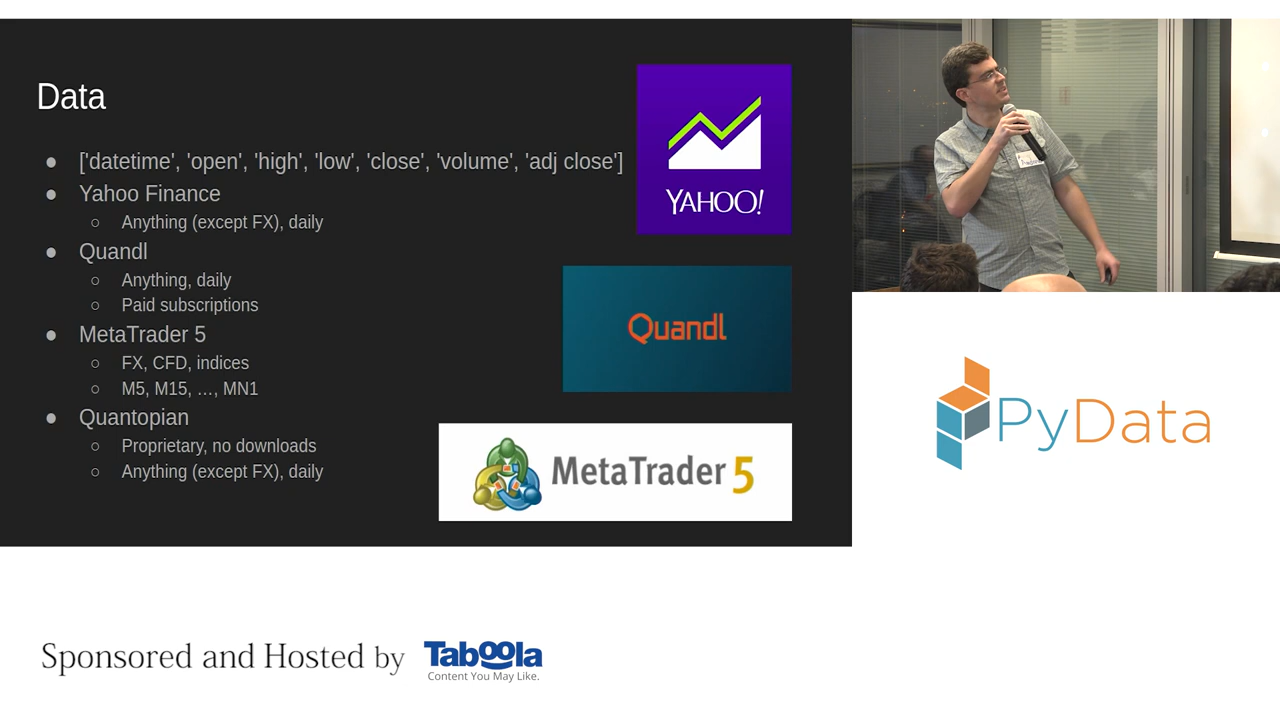 Data
['datetime', 'open', 'high', 'low', 'close', 'volume', 'adj close']
Yahoo Finance
Anything (except FX), daily
Quandl
Anything, daily
Paid subscriptions
MetaTrader 5
FX, CFD, indices
M5, M15, …, MN1
Quantopian
Proprietary, no downloads
Anything (except FX), daily
YAHOO!
Quandl
MetaTrader 5
PyData
Sponsored and Hosted by Taboola
Content You May Like.